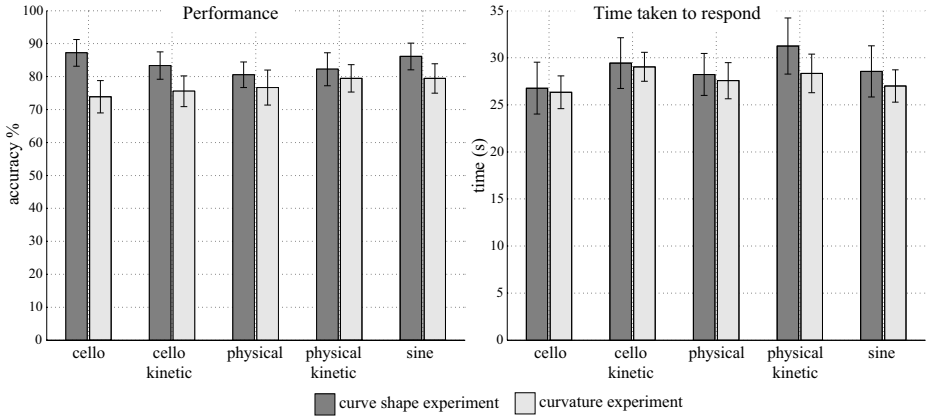 Performance
Time taken to respond
accuracy %
100
90
80
70
60
50
40
30
20
10
0
cello
cello
kinetic
physical
physical
kinetic
sine
time (s)
35
30
25
20
15
10
5
0
cello
cello
kinetic
physical
physical
kinetic
sine
curve shape experiment
curvature experiment